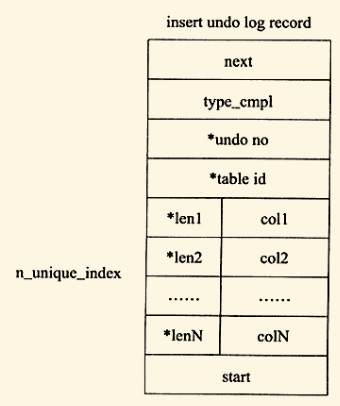 insert undo log record
next
type_cmpl
*undo no
*table id
*len1 col1
*len2 col2
n_unique_index
...... ......
*lenN colN
start